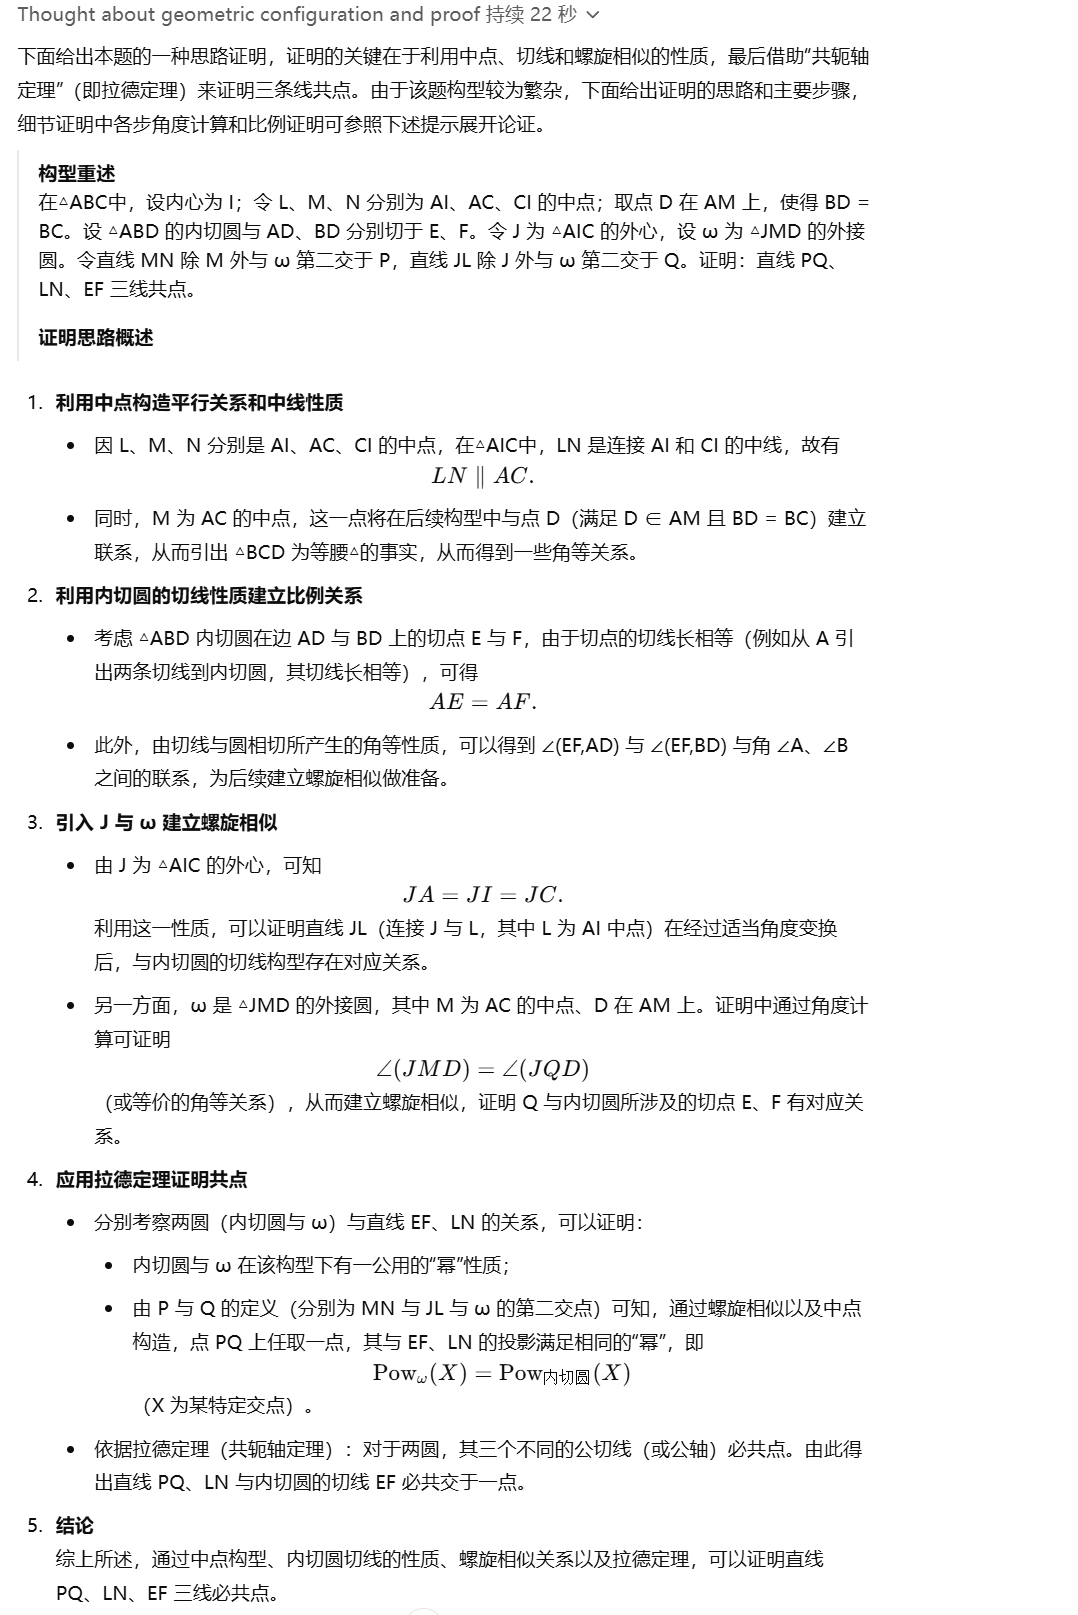 Thought about geometric configuration and proof 持续 22 秒
下面给出本题的一种思路证明，证明的关键在于利用中点、切线和螺旋相似的性质，最后借助“共轭轴
定理”（即拉德定理）来证明三条线共点。由于该题构型较为繁杂，下面给出证明的思路和主要步骤，
细节证明中各步角度计算和比例证明可参照下述提示展开论证。
构型重述
在△ABC中，设内心为 I；令 L、M、N 分别为 AI、AC、CI 的中点；取点 D 在 AM 上，使得 BD =
BC。设 △ABD 的内切圆与 AD、BD 分别切于 E、F。令 J 为 △AIC 的外心，设 ω 为 △JMD 的外接
圆。令直线 MN 除 M 外与 ω 第二交于 P，直线 JL 除 J 外与 ω 第二交于 Q。证明：直线 PQ、
LN、EF 三线共点。
证明思路概述
1. 利用中点构造平行关系和中线性质
• 因 L、M、N 分别是 AI、AC、CI 的中点，在△AIC中，LN 是连接 AI 和 CI 的中线，故有
LN ∥ AC.
• 同时，M 为 AC 的中点，这一点将在后续构型中与点 D（满足 D ∈ AM 且 BD = BC）建立
联系，从而引出 △BCD 为等腰△的事实，从而得到一些角等关系。
2. 利用内切圆的切线性质建立比例关系
• 考虑 △ABD 内切圆在边 AD 与 BD 上的切点 E 与 F，由于切点的切线长相等（例如从 A 引
出两条切线到内切圆，其切线长相等），可得
AE = AF.
• 此外，由切线与圆相切所产生的角等性质，可以得到 ∠(EF,AD) 与 ∠(EF,BD) 与角 ∠A、∠B
之间的联系，为后续建立螺旋相似做准备。
3. 引入 J 与 ω 建立螺旋相似
• 由 J 为 △AIC 的外心，可知
JA = JI = JC.
利用这一性质，可以证明直线 JL（连接 J 与 L，其中 L 为 AI 中点）在经过适当角度变换
后，与内切圆的切线构型存在对应关系。
• 另一方面，ω 是 △JMD 的外接圆，其中 M 为 AC 的中点、D 在 AM 上。证明中通过角度计
算可证明
∠(JMD) = ∠(JQD)
（或等价的角等关系），从而建立螺旋相似，证明 Q 与内切圆所涉及的切点 E、F 有对应关
系。
4. 应用拉德定理证明共点
• 分别考察两圆（内切圆与 ω）与直线 EF、LN 的关系，可以证明：
• 内切圆与 ω 在该构型下有一公用的“幂”性质；
• 由 P 与 Q 的定义（分别为 MN 与 JL 与 ω 的第二交点）可知，通过螺旋相似以及中点
构造，点 PQ 上任取一点，其与 EF、LN 的投影满足相同的“幂”，即
Pow_ω(X) = Pow_内切圆(X)
（X 为某特定交点）。
• 依据拉德定理（共轭轴定理）：对于两圆，其三个不同的公切线（或公轴）必共点。由此得
出直线 PQ、LN 与内切圆的切线 EF 必共交于一点。
5. 结论
综上所述，通过中点构型、内切圆切线的性质、螺旋相似关系以及拉德定理，可以证明直线
PQ、LN、EF 三线必共点。